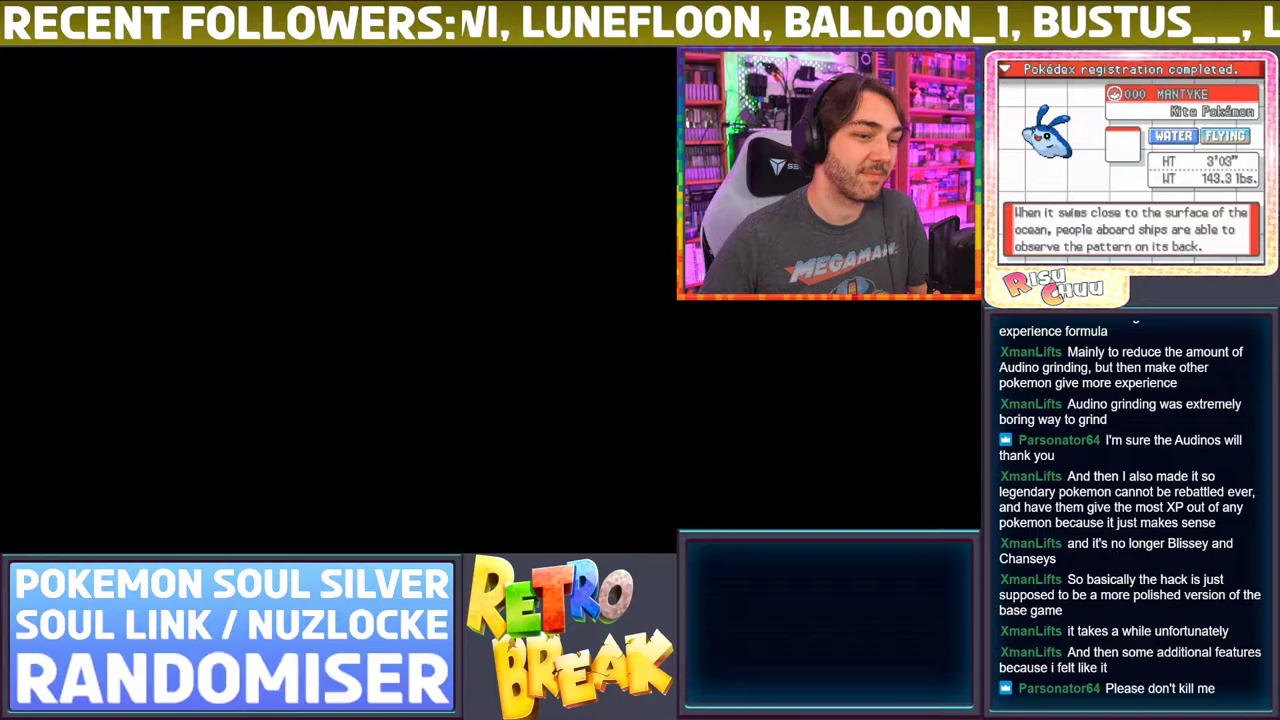 RECENT FOLLOWERS: WI, LUNEFLOON, BALLOON_1, BUSTUS__, L
Pokédex registration completed.
000 MANTYKE
Kite Pokémon
WATER FLYING
HT 3'03"
WT 143.3 lbs.
When it swims close to the surface of the
ocean, people aboard ships are able to
observe the pattern on its back.
RISU
CHUU
MEGAMAN
experience formula
XmanLifts Mainly to reduce the amount of
Audino grinding, but then make other
pokemon give more experience
XmanLifts Audino grinding was extremely
boring way to grind
Parsonator64 I'm sure the Audinos will
thank you
XmanLifts And then I also made it so
legendary pokemon cannot be rebattled ever,
and have them give the most XP out of any
pokemon because it just makes sense
XmanLifts and it's no longer Blissey and
Chanseys
XmanLifts So basically the hack is just
supposed to be a more polished version of the
base game
XmanLifts it takes a while unfortunately
XmanLifts And then some additional features
because i felt like it
Parsonator64 Please don't kill me
POKEMON SOUL SILVER
SOUL LINK / NUZLOCKE
RANDOMISER
RETRO
BREAK